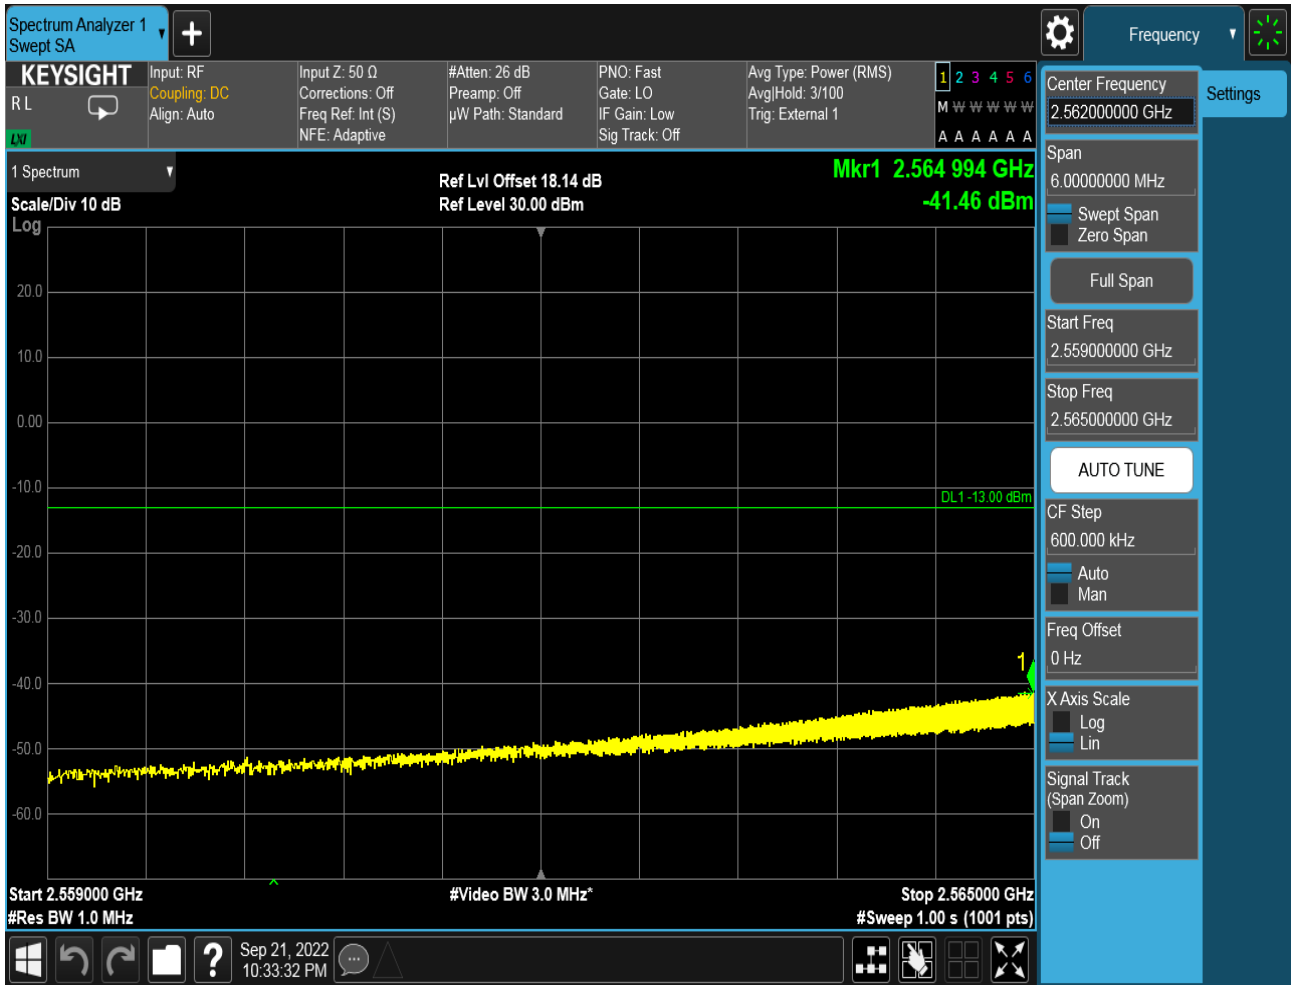 Spectrum Analyzer 1
Swept SA
Frequency
KEYSIGHT
R L
LXI
Input: RF
Coupling: DC
Align: Auto
Input Z: 50 Ω
Corrections: Off
Freq Ref: Int (S)
NFE: Adaptive
#Atten: 26 dB
Preamp: Off
µW Path: Standard
PNO: Fast
Gate: LO
IF Gain: Low
Sig Track: Off
Avg Type: Power (RMS)
Avg|Hold: 3/100
Trig: External 1
1 2 3 4 5 6
M W W W W W
A A A A A A
1 Spectrum
Scale/Div 10 dB
Log
Ref Lvl Offset 18.14 dB
Ref Level 30.00 dBm
Mkr1 2.564 994 GHz
-41.46 dBm
20.0
10.0
0.00
-10.0
-20.0
-30.0
-40.0
-50.0
-60.0
DL1 -13.00 dBm
1
Start 2.559000 GHz
#Res BW 1.0 MHz
#Video BW 3.0 MHz*
Stop 2.565000 GHz
#Sweep 1.00 s (1001 pts)
Sep 21, 2022
10:33:32 PM
?
Center Frequency
2.562000000 GHz
Settings
Span
6.00000000 MHz
Swept Span
Zero Span
Full Span
Start Freq
2.559000000 GHz
Stop Freq
2.565000000 GHz
AUTO TUNE
CF Step
600.000 kHz
Auto
Man
Freq Offset
0 Hz
X Axis Scale
Log
Lin
Signal Track
(Span Zoom)
On
Off